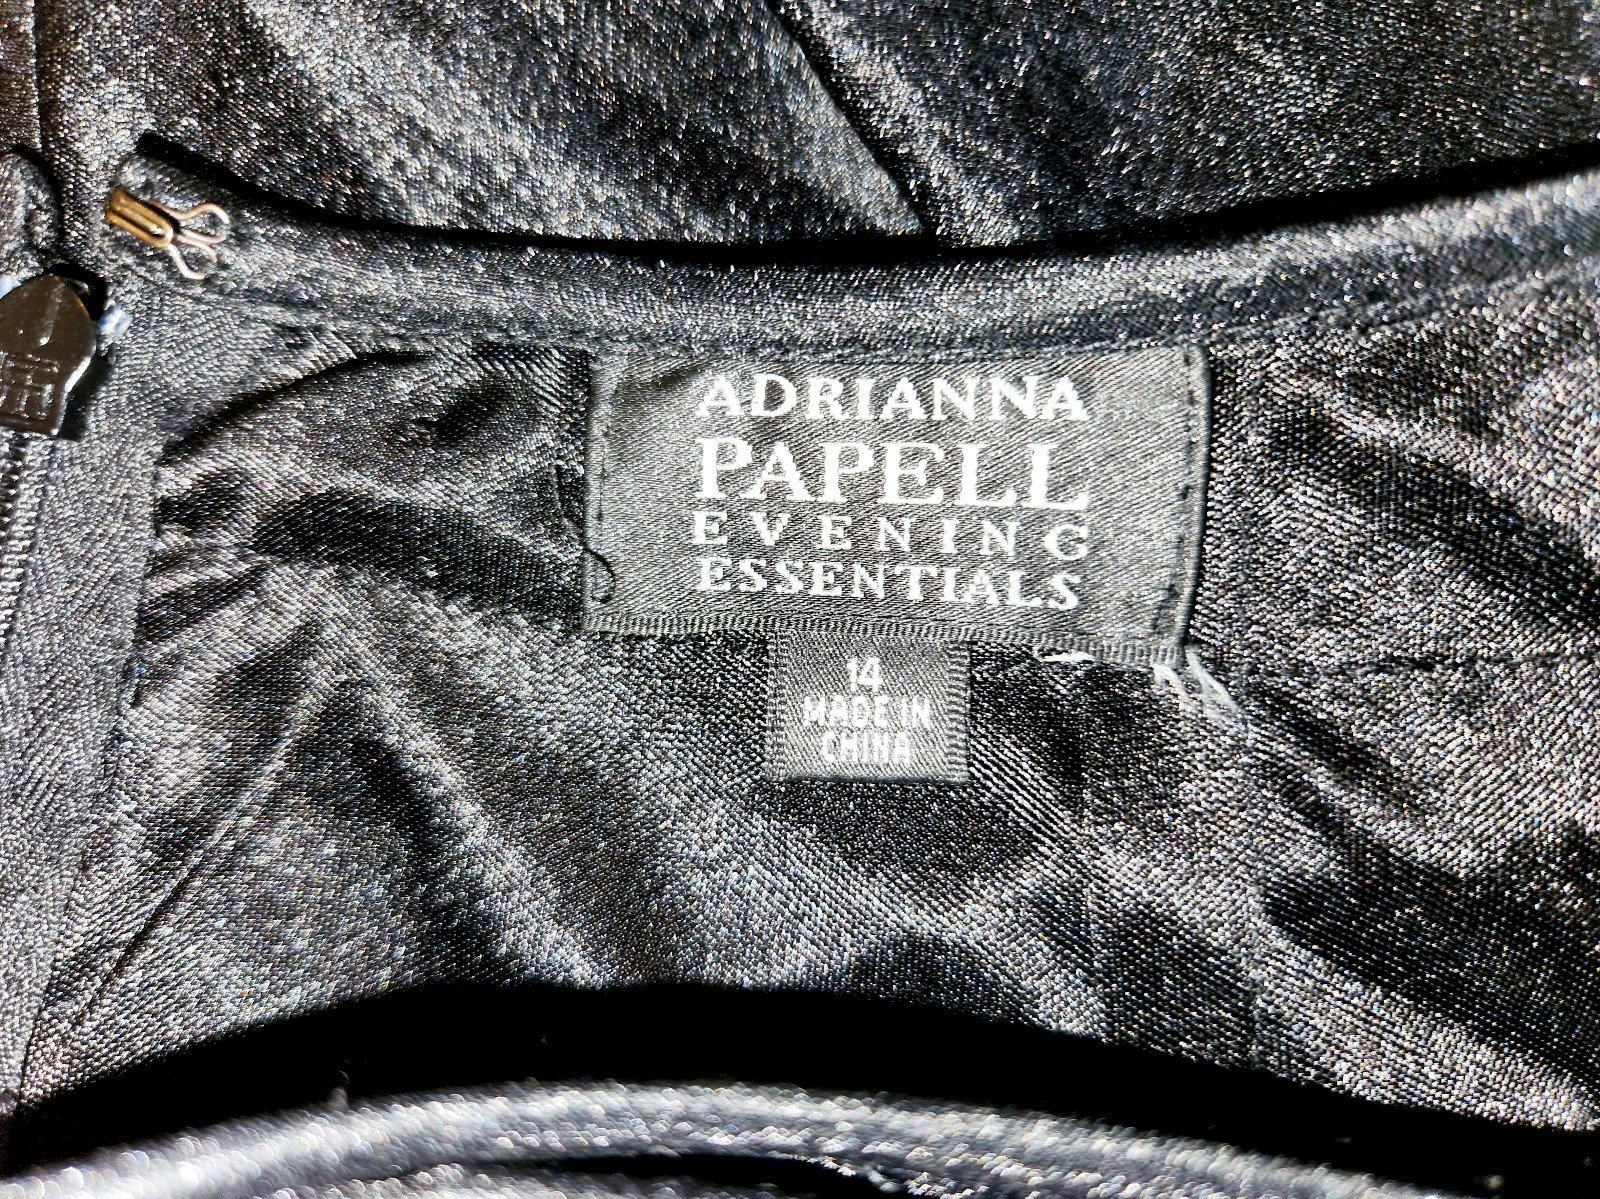 ADRIANNA
PAPELL
EVENING
ESSENTIALS
14
MADE IN
CHINA